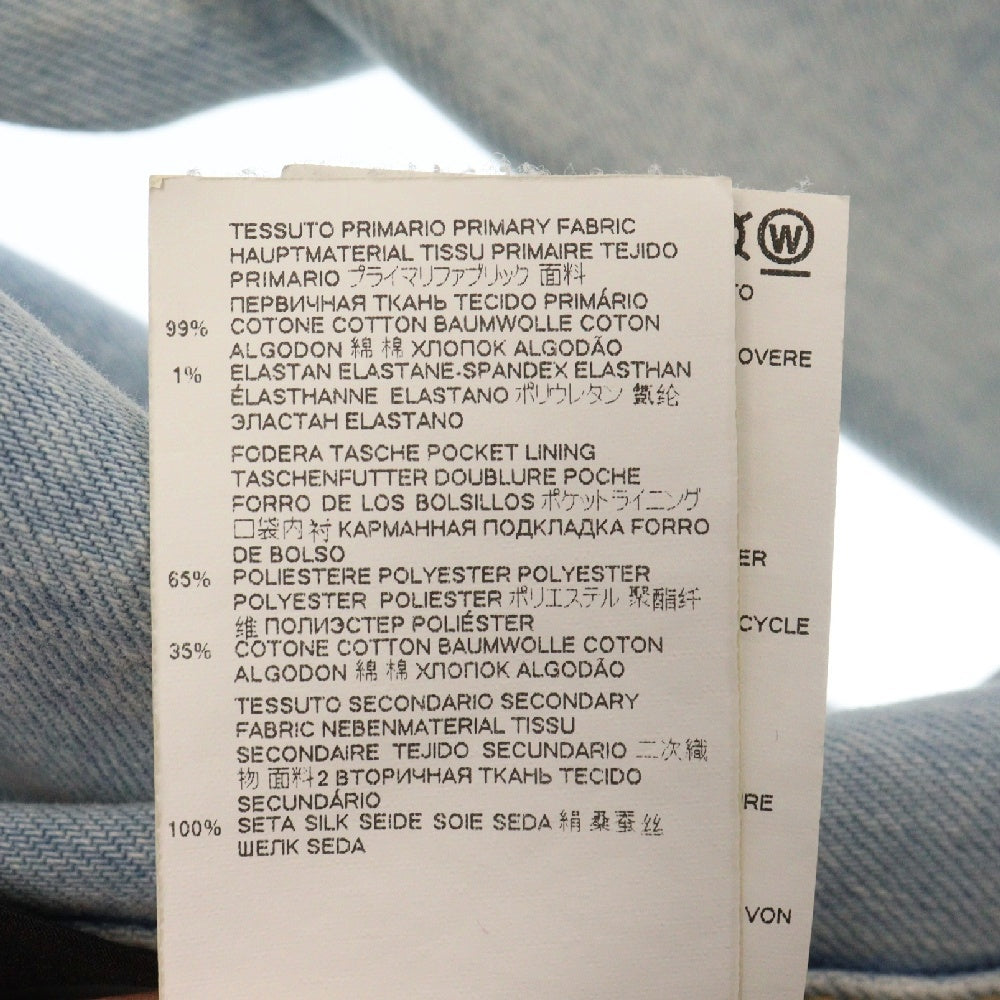 TESSUTO PRIMARIO PRIMARY FABRIC
HAUPTMATERIAL TISSU PRIMAIRE TEJIDO
PRIMARIO プライマリファブリック 面料
ПЕРВИЧНАЯ ТКАНЬ TECIDO PRIMÁRIO
99% COTONE COTTON BAUMWOLLE COTON
ALGODON 綿 棉 ХЛОПОК ALGODÃO
1% ELASTAN ELASTANE-SPANDEX ELASTHAN
ÉLASTHANNE ELASTANO ポリウレタン 氨纶
ЭЛАСТАН ELASTANO
FODERA TASCHE POCKET LINING
TASCHENFUTTER DOUBLURE POCHE
FORRO DE LOS BOLSILLOS ポケットライニング
口袋内衬 КАРМАННАЯ ПОДКЛАДКА FORRO
DE BOLSO
65% POLIESTERE POLYESTER POLYESTER
POLYESTER POLIESTER ポリエステル 聚酯纤
维 ПОЛИЭСТЕР POLIÉSTER
35% COTONE COTTON BAUMWOLLE COTON
ALGODON 綿 棉 ХЛОПОК ALGODÃO
TESSUTO SECONDARIO SECONDARY
FABRIC NEBENMATERIAL TISSU
SECONDAIRE TEJIDO SECUNDARIO 二次織
物 面料2 ВТОРИЧНАЯ ТКАНЬ TECIDO
SECUNDÁRIO
100% SETA SILK SEIDE SOIE SEDA 絹 桑蚕丝
ШЕЛК SEDA
W
TO
OVERE
ER
CYCLE
RE
VON